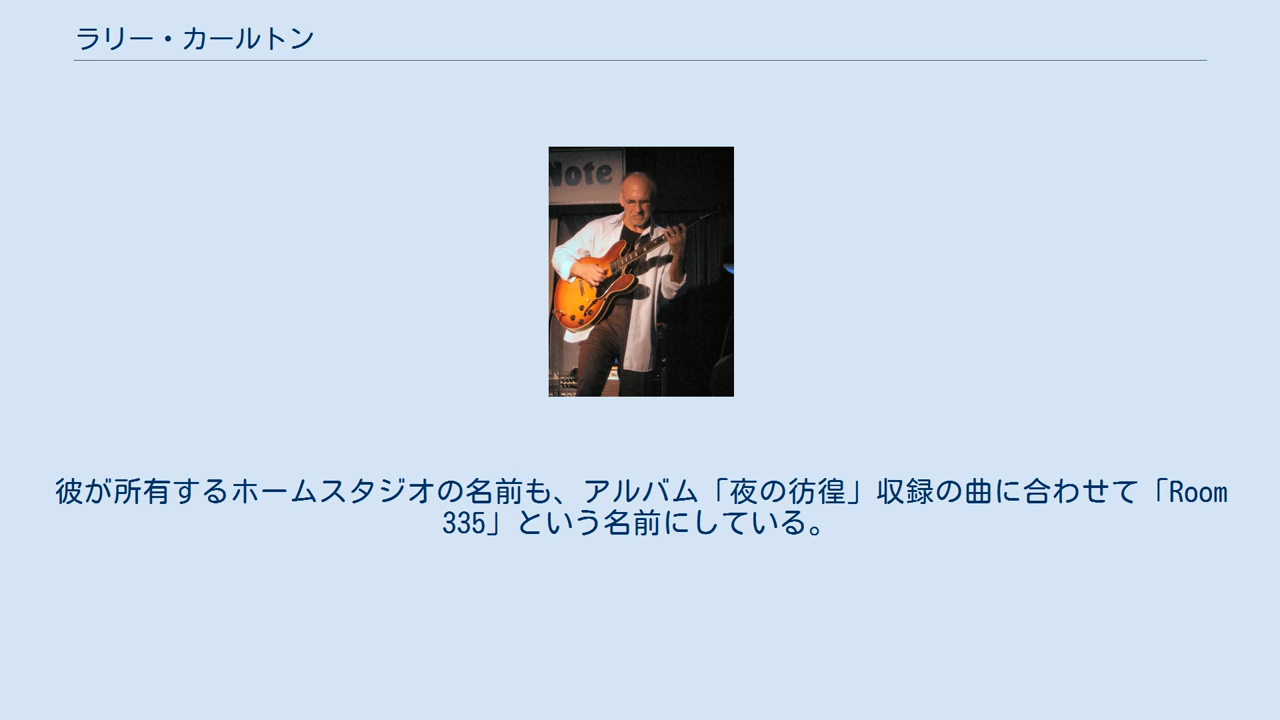 ラリー・カールトン
Note
彼が所有するホームスタジオの名前も、アルバム「夜の彷徨」収録の曲に合わせて「Room
335」という名前にしている。